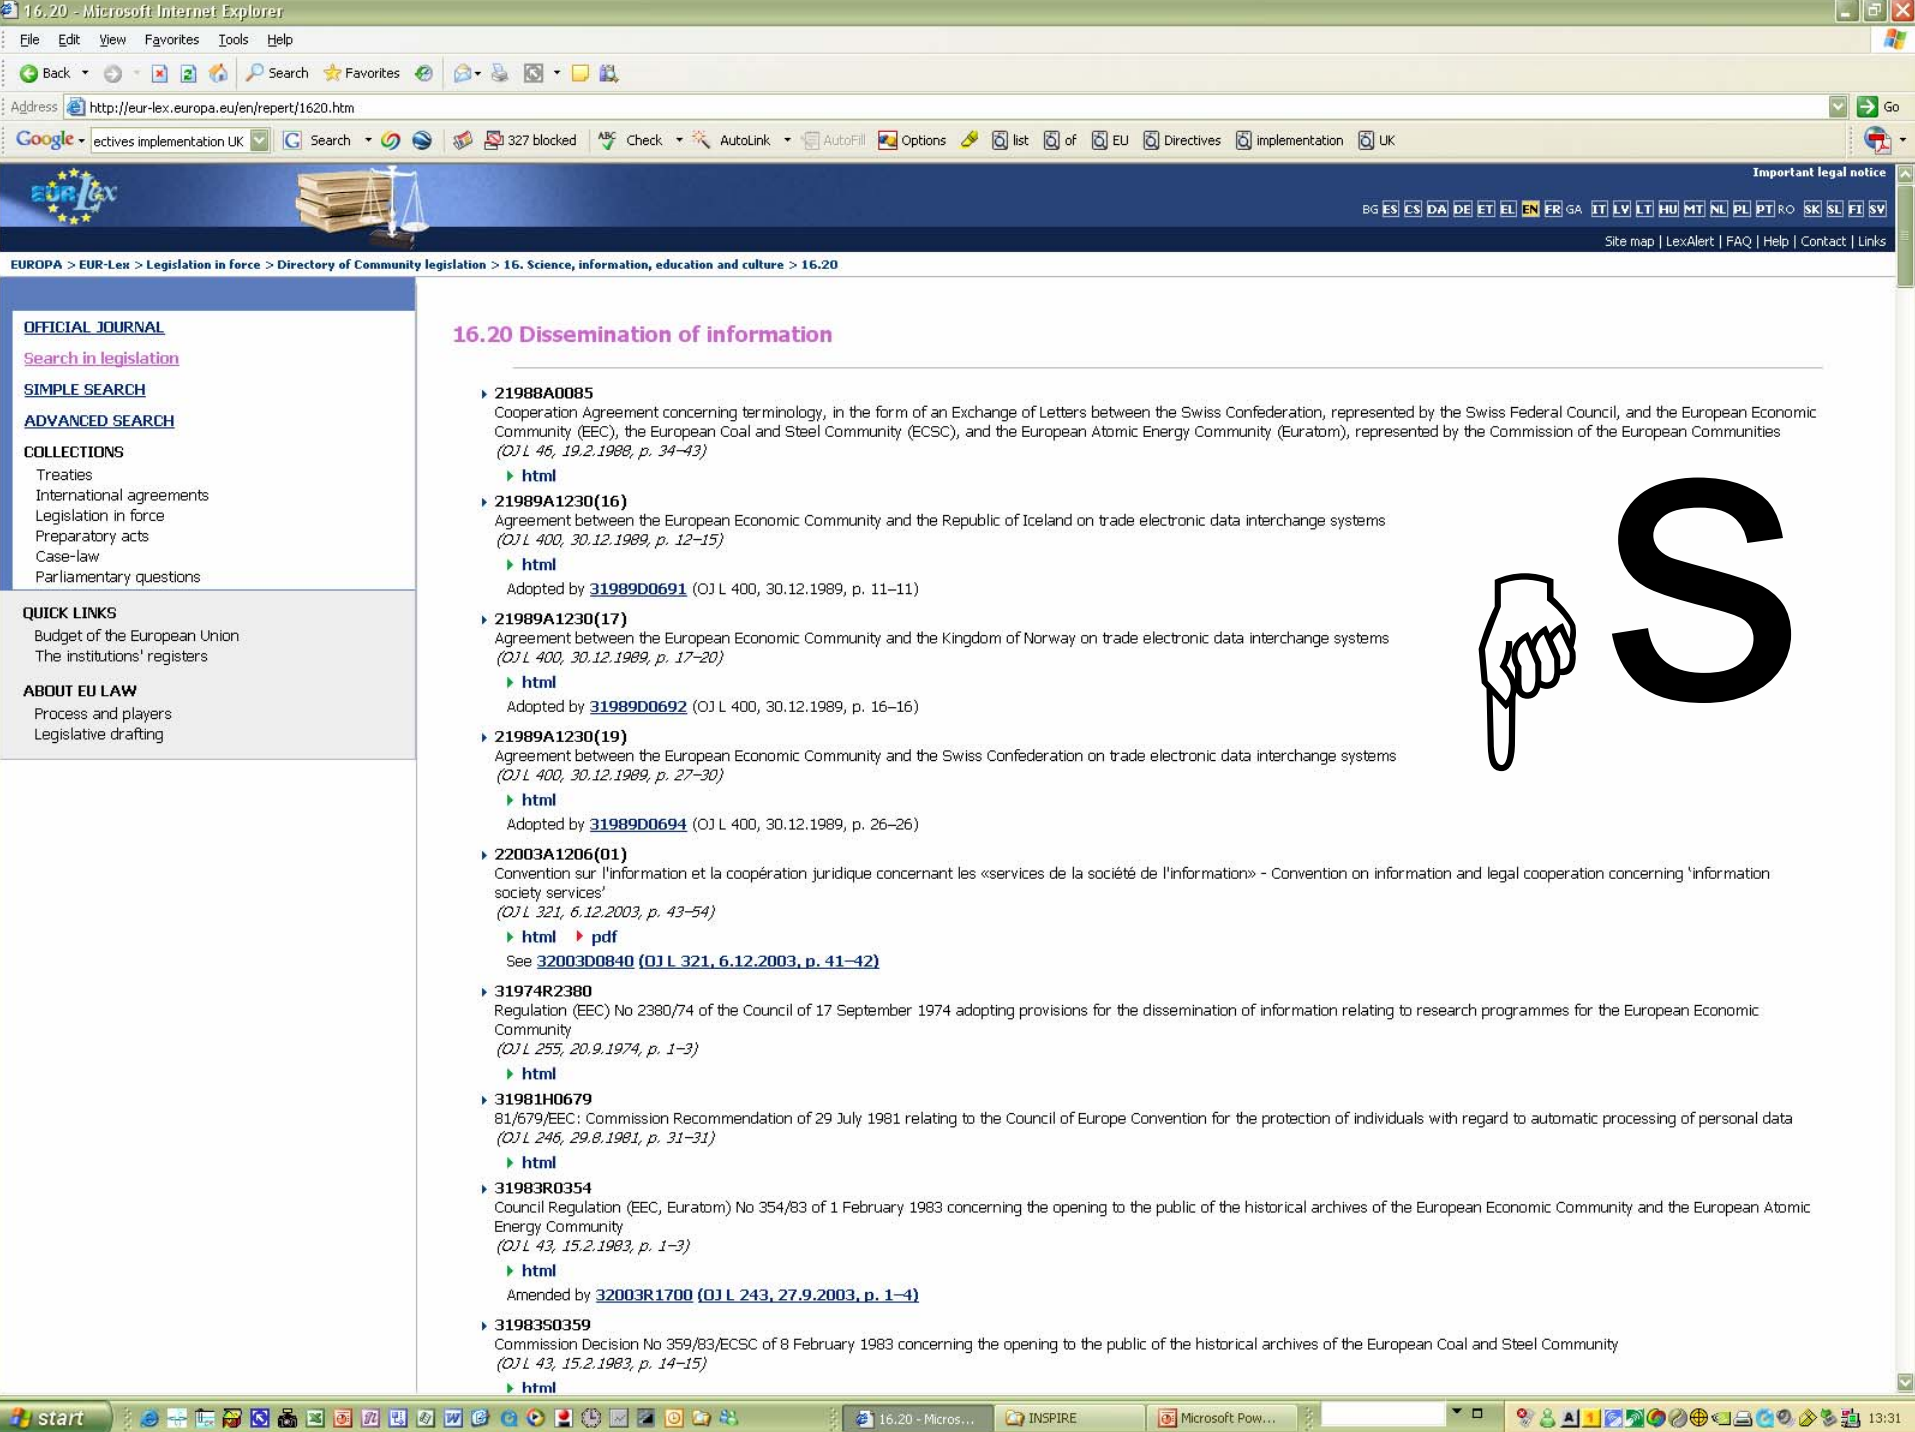 16.20 - Microsoft Internet Explorer
File Edit View Favorites Tools Help
Back Search Favorites
Address http://eur-lex.europa.eu/en/repert/1620.htm Go
Google ectives implementation UK Search 327 blocked Check AutoLink AutoFill Options list of EU Directives implementation UK
Important legal notice
EUR Lex
BG ES CS DA DE ET EL EN FR GA IT LV LT HU MT NL PL PT RO SK SL FI SV
Site map | LexAlert | FAQ | Help | Contact | Links
EUROPA > EUR-Lex > Legislation in force > Directory of Community legislation > 16. Science, information, education and culture > 16.20
OFFICIAL JOURNAL
Search in legislation
SIMPLE SEARCH
ADVANCED SEARCH
COLLECTIONS
Treaties
International agreements
Legislation in force
Preparatory acts
Case-law
Parliamentary questions
QUICK LINKS
Budget of the European Union
The institutions' registers
ABOUT EU LAW
Process and players
Legislative drafting
16.20 Dissemination of information
21988A0085
Cooperation Agreement concerning terminology, in the form of an Exchange of Letters between the Swiss Confederation, represented by the Swiss Federal Council, and the European Economic
Community (EEC), the European Coal and Steel Community (ECSC), and the European Atomic Energy Community (Euratom), represented by the Commission of the European Communities
(OJ L 46, 19.2.1988, p. 34–43)
html
21989A1230(16)
Agreement between the European Economic Community and the Republic of Iceland on trade electronic data interchange systems
(OJ L 400, 30.12.1989, p. 12–15)
html
Adopted by 31989D0691 (OJ L 400, 30.12.1989, p. 11–11)
21989A1230(17)
Agreement between the European Economic Community and the Kingdom of Norway on trade electronic data interchange systems
(OJ L 400, 30.12.1989, p. 17–20)
html
Adopted by 31989D0692 (OJ L 400, 30.12.1989, p. 16–16)
21989A1230(19)
Agreement between the European Economic Community and the Swiss Confederation on trade electronic data interchange systems
(OJ L 400, 30.12.1989, p. 27–30)
html
Adopted by 31989D0694 (OJ L 400, 30.12.1989, p. 26–26)
S
22003A1206(01)
Convention sur l'information et la coopération juridique concernant les «services de la société de l'information» - Convention on information and legal cooperation concerning 'information
society services'
(OJ L 321, 6.12.2003, p. 43–54)
html pdf
See 32003D0840 (OJ L 321, 6.12.2003, p. 41–42)
31974R2380
Regulation (EEC) No 2380/74 of the Council of 17 September 1974 adopting provisions for the dissemination of information relating to research programmes for the European Economic
Community
(OJ L 255, 20.9.1974, p. 1–3)
html
31981H0679
81/679/EEC: Commission Recommendation of 29 July 1981 relating to the Council of Europe Convention for the protection of individuals with regard to automatic processing of personal data
(OJ L 246, 29.8.1981, p. 31–31)
html
31983R0354
Council Regulation (EEC, Euratom) No 354/83 of 1 February 1983 concerning the opening to the public of the historical archives of the European Economic Community and the European Atomic
Energy Community
(OJ L 43, 15.2.1983, p. 1–3)
html
Amended by 32003R1700 (OJ L 243, 27.9.2003, p. 1–4)
31983S0359
Commission Decision No 359/83/ECSC of 8 February 1983 concerning the opening to the public of the historical archives of the European Coal and Steel Community
(OJ L 43, 15.2.1983, p. 14–15)
html
start 16.20 - Micros... INSPIRE Microsoft Pow... 13:31